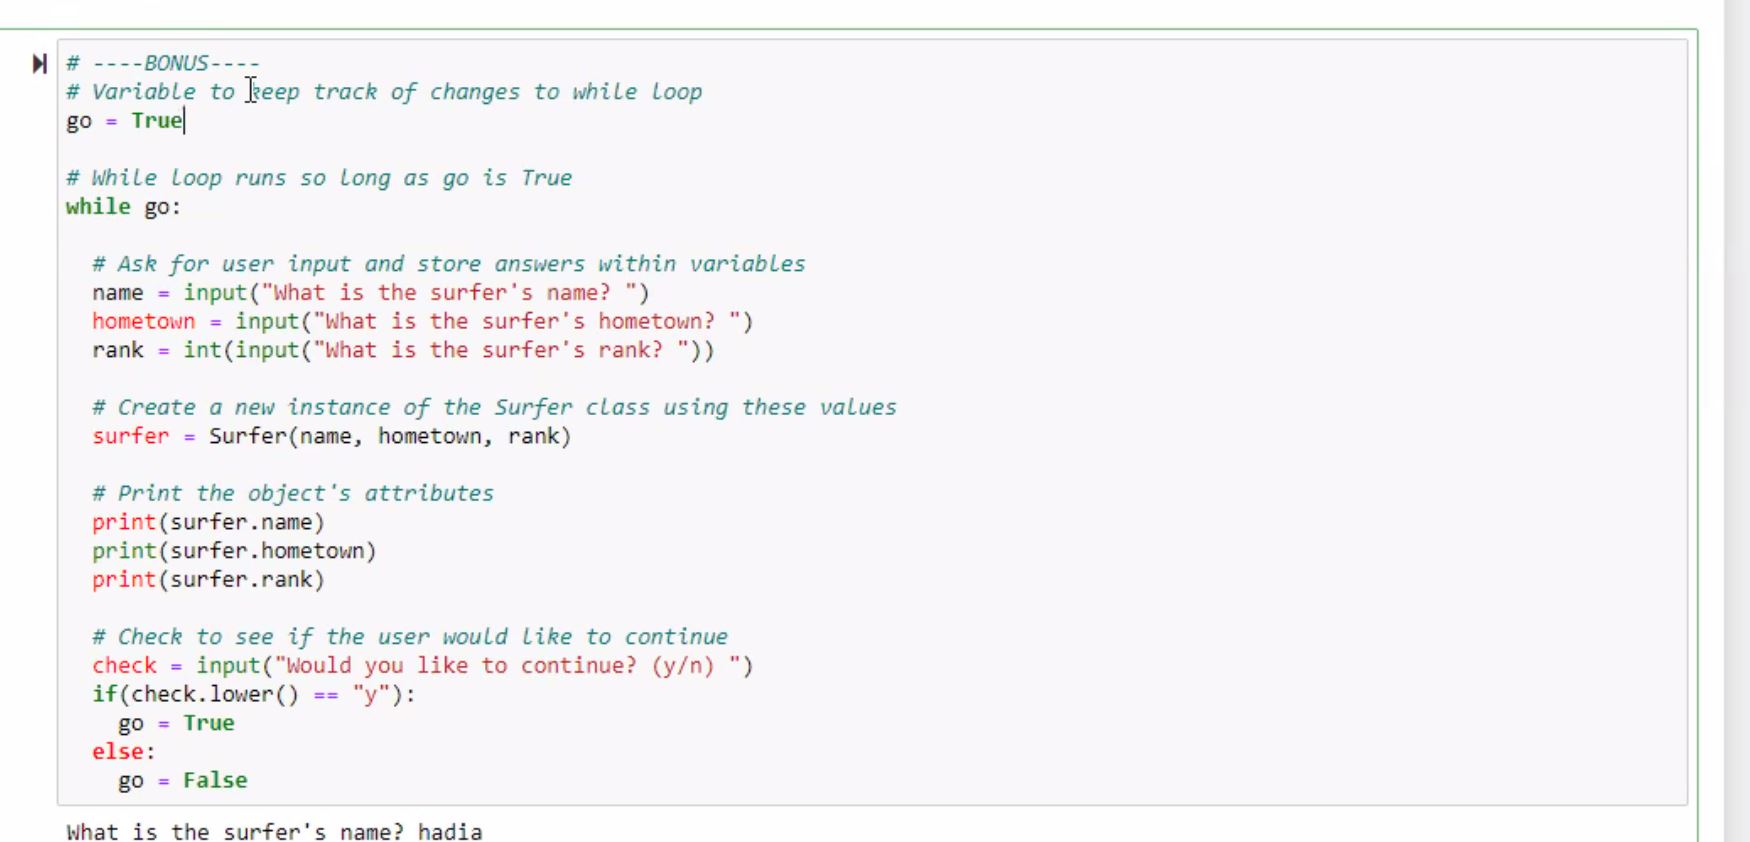 # ----BONUS----
# Variable to keep track of changes to while loop
go = True

# While loop runs so long as go is True
while go:

  # Ask for user input and store answers within variables
  name = input("What is the surfer's name? ")
  hometown = input("What is the surfer's hometown? ")
  rank = int(input("What is the surfer's rank? "))

  # Create a new instance of the Surfer class using these values
  surfer = Surfer(name, hometown, rank)

  # Print the object's attributes
  print(surfer.name)
  print(surfer.hometown)
  print(surfer.rank)

  # Check to see if the user would like to continue
  check = input("Would you like to continue? (y/n) ")
  if(check.lower() == "y"):
    go = True
  else:
    go = False
What is the surfer's name? hadia